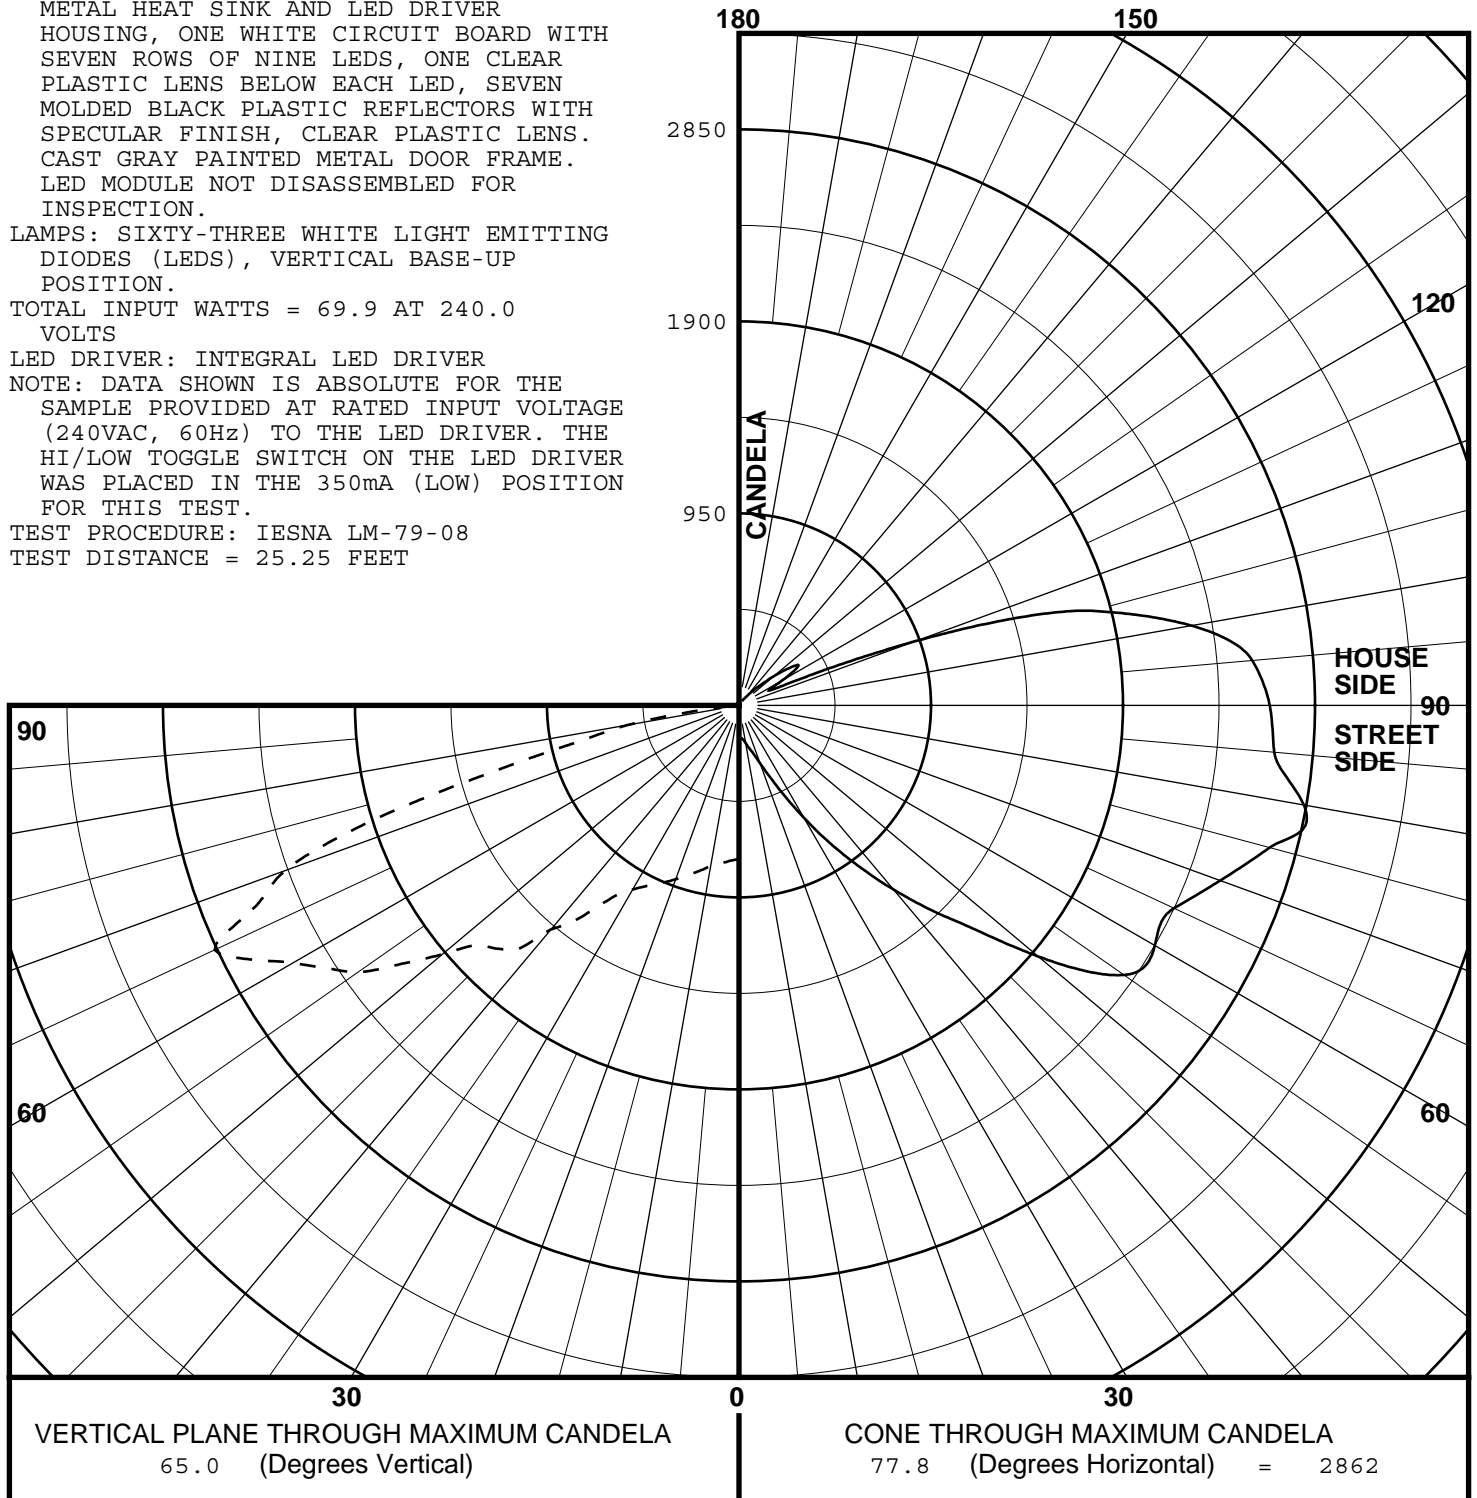 METAL HEAT SINK AND LED DRIVER
HOUSING, ONE WHITE CIRCUIT BOARD WITH
SEVEN ROWS OF NINE LEDS, ONE CLEAR
PLASTIC LENS BELOW EACH LED, SEVEN
MOLDED BLACK PLASTIC REFLECTORS WITH
SPECULAR FINISH, CLEAR PLASTIC LENS.
CAST GRAY PAINTED METAL DOOR FRAME.
LED MODULE NOT DISASSEMBLED FOR
INSPECTION.
LAMPS: SIXTY-THREE WHITE LIGHT EMITTING
DIODES (LEDS), VERTICAL BASE-UP
POSITION.
TOTAL INPUT WATTS = 69.9 AT 240.0
VOLTS
LED DRIVER: INTEGRAL LED DRIVER
NOTE: DATA SHOWN IS ABSOLUTE FOR THE
SAMPLE PROVIDED AT RATED INPUT VOLTAGE
(240VAC, 60Hz) TO THE LED DRIVER. THE
HI/LOW TOGGLE SWITCH ON THE LED DRIVER
WAS PLACED IN THE 350mA (LOW) POSITION
FOR THIS TEST.
TEST PROCEDURE: IESNA LM-79-08
TEST DISTANCE = 25.25 FEET
180
150
2850
120
1900
CANDELA
950
HOUSE
SIDE
90
90
STREET
SIDE
60
60
30
0
30
VERTICAL PLANE THROUGH MAXIMUM CANDELA
65.0 (Degrees Vertical)
CONE THROUGH MAXIMUM CANDELA
77.8 (Degrees Horizontal) = 2862